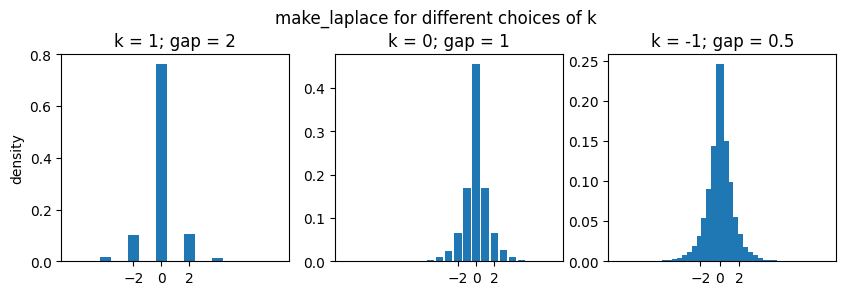 make_laplace for different choices of k
k = 1; gap = 2
k = 0; gap = 1
k = -1; gap = 0.5
density
0.8
0.6
0.4
0.2
0.0
−2 0 2
0.4
0.3
0.2
0.1
0.0
−2 0 2
0.25
0.20
0.15
0.10
0.05
0.00
−2 0 2